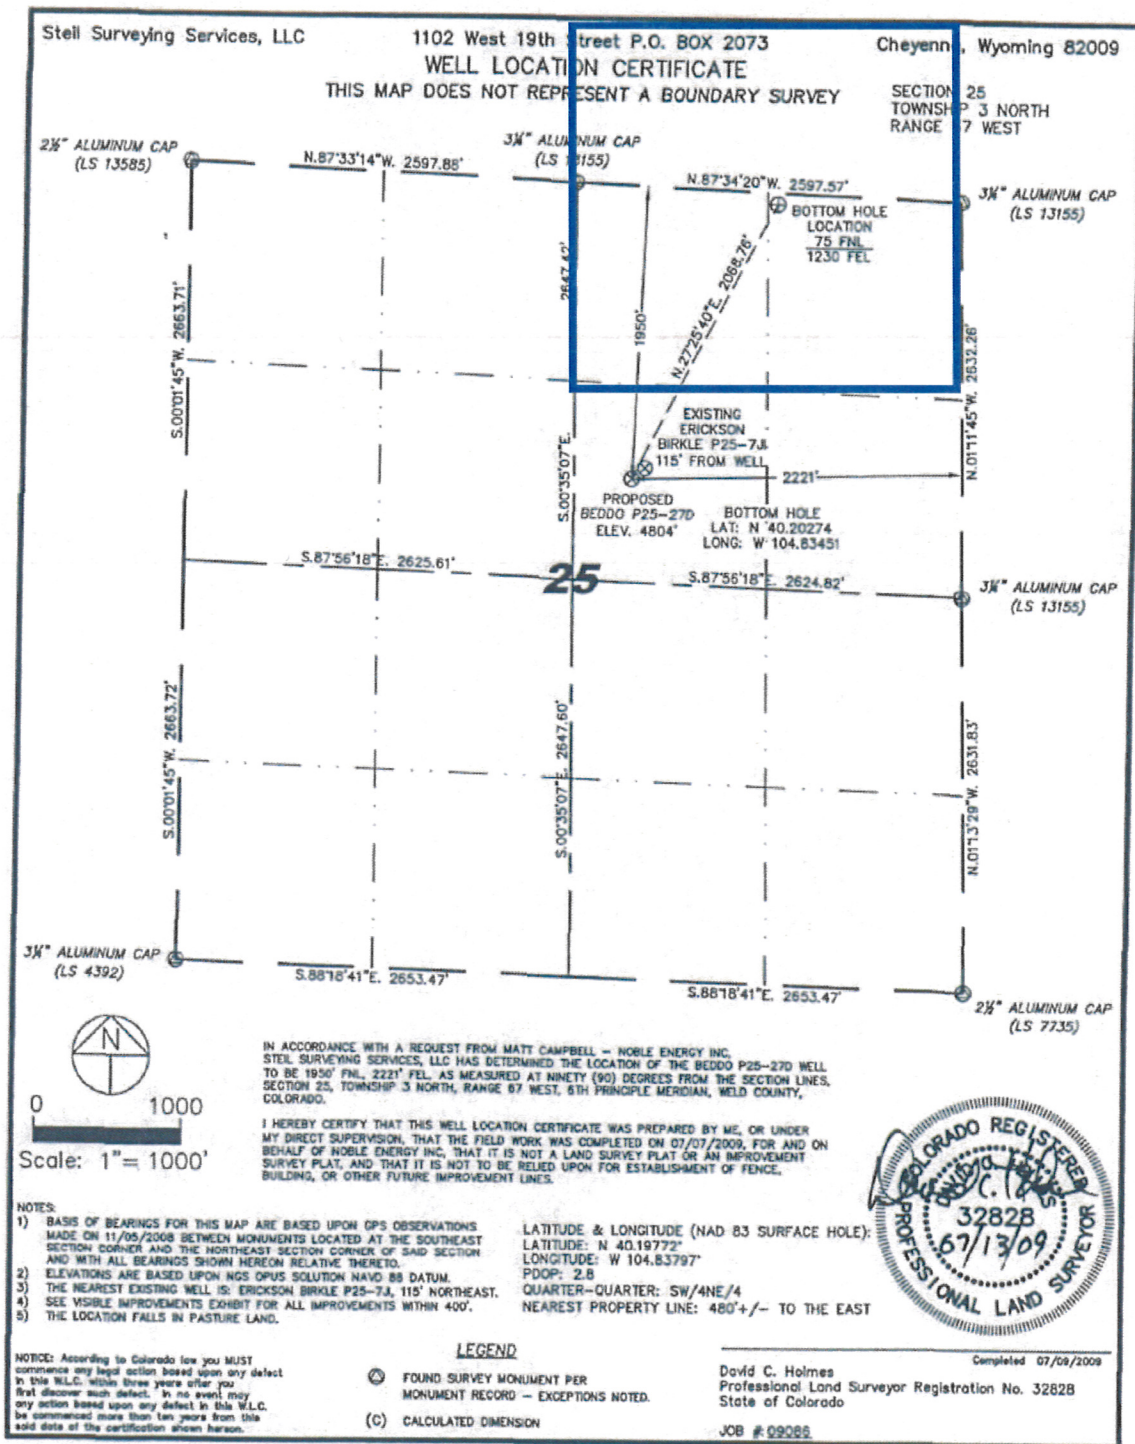 Steil Surveying Services, LLC
1102 West 19th Street P.O. BOX 2073
Cheyenne, Wyoming 82009
WELL LOCATION CERTIFICATE
THIS MAP DOES NOT REPRESENT A BOUNDARY SURVEY
SECTION 25
TOWNSHIP 3 NORTH
RANGE 67 WEST
2½" ALUMINUM CAP
(LS 13585)
N.87°33'14"W. 2597.88'
3¼" ALUMINUM CAP
(LS 13155)
N.87°34'20"W. 2597.57'
3¼" ALUMINUM CAP
(LS 13155)
BOTTOM HOLE
LOCATION
75 FNL
1230 FEL
S.00°01'45"W. 2663.71'
2647.42'
S.00°35'07"E.
1950'
N.27°25'40"E. 2068.76'
N.01°11'45"W. 2632.26'
EXISTING
ERICKSON
BIRKLE P25-7J
115' FROM WELL
2221'
PROPOSED
BEDDO P25-27D
ELEV. 4804'
BOTTOM HOLE
LAT: N 40.20274
LONG: W 104.83451
S.87°56'18"E. 2625.61'
25
S.87°56'18"E. 2624.82'
3¼" ALUMINUM CAP
(LS 13155)
S.00°01'45"W. 2663.72'
S.00°35'07"E. 2647.60'
N.01°13'29"W. 2631.83'
3¼" ALUMINUM CAP
(LS 4392)
S.88°18'41"E. 2653.47'
S.88°18'41"E. 2653.47'
2½" ALUMINUM CAP
(LS 7735)
N
0 1000
Scale: 1"= 1000'
IN ACCORDANCE WITH A REQUEST FROM MATT CAMPBELL - NOBLE ENERGY INC,
STEIL SURVEYING SERVICES, LLC HAS DETERMINED THE LOCATION OF THE BEDDO P25-27D WELL
TO BE 1950' FNL, 2221' FEL, AS MEASURED AT NINETY (90) DEGREES FROM THE SECTION LINES,
SECTION 25, TOWNSHIP 3 NORTH, RANGE 67 WEST, 6TH PRINCIPLE MERIDIAN, WELD COUNTY,
COLORADO.
I HEREBY CERTIFY THAT THIS WELL LOCATION CERTIFICATE WAS PREPARED BY ME, OR UNDER
MY DIRECT SUPERVISION, THAT THE FIELD WORK WAS COMPLETED ON 07/07/2009, FOR AND ON
BEHALF OF NOBLE ENERGY INC, THAT IT IS NOT A LAND SURVEY PLAT OR AN IMPROVEMENT
SURVEY PLAT, AND THAT IT IS NOT TO BE RELIED UPON FOR ESTABLISHMENT OF FENCE,
BUILDING, OR OTHER FUTURE IMPROVEMENT LINES.
NOTES:
1) BASIS OF BEARINGS FOR THIS MAP ARE BASED UPON GPS OBSERVATIONS
MADE ON 11/05/2008 BETWEEN MONUMENTS LOCATED AT THE SOUTHEAST
SECTION CORNER AND THE NORTHEAST SECTION CORNER OF SAID SECTION
AND WITH ALL BEARINGS SHOWN HEREON RELATIVE THERETO.
2) ELEVATIONS ARE BASED UPON NGS OPUS SOLUTION NAVD 88 DATUM.
3) THE NEAREST EXISTING WELL IS: ERICKSON BIRKLE P25-7J, 115' NORTHEAST.
4) SEE VISIBLE IMPROVEMENTS EXHIBIT FOR ALL IMPROVEMENTS WITHIN 400'.
5) THE LOCATION FALLS IN PASTURE LAND.
LATITUDE & LONGITUDE (NAD 83 SURFACE HOLE):
LATITUDE: N 40.19772°
LONGITUDE: W 104.83797°
PDOP: 2.8
QUARTER-QUARTER: SW/4NE/4
NEAREST PROPERTY LINE: 480'+/- TO THE EAST
COLORADO REGISTERED
DAVID C. HOLMES
32828
07/13/09
PROFESSIONAL LAND SURVEYOR
NOTICE: According to Colorado law you MUST
commence any legal action based upon any defect
in this W.L.C. within three years after you
first discover such defect. In no event may
any action based upon any defect in this W.L.C.
be commenced more than ten years from the
said date of the certification shown hereon.
LEGEND
FOUND SURVEY MONUMENT PER
MONUMENT RECORD - EXCEPTIONS NOTED.
(C) CALCULATED DIMENSION
Completed 07/09/2009
David C. Holmes
Professional Land Surveyor Registration No. 32828
State of Colorado
JOB #: 09086